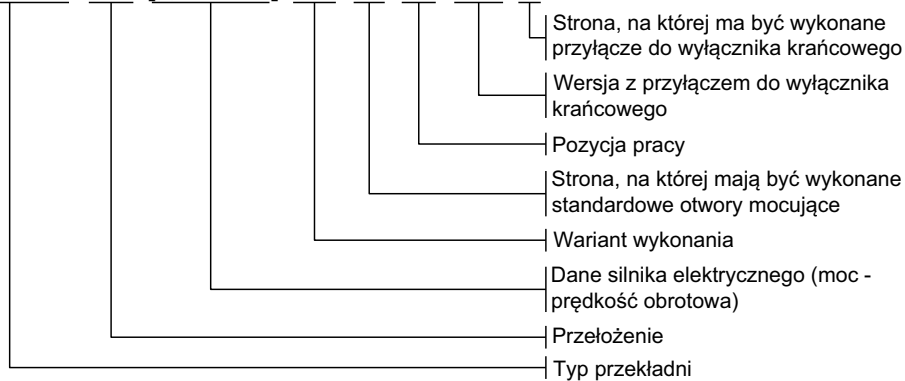 Strona, na której ma być wykonane
przyłącze do wyłącznika krańcowego
Wersja z przyłączem do wyłącznika
krańcowego
Pozycja pracy
Strona, na której mają być wykonane
standardowe otwory mocujące
Wariant wykonania
Dane silnika elektrycznego (moc -
prędkość obrotowa)
Przełożenie
Typ przekładni